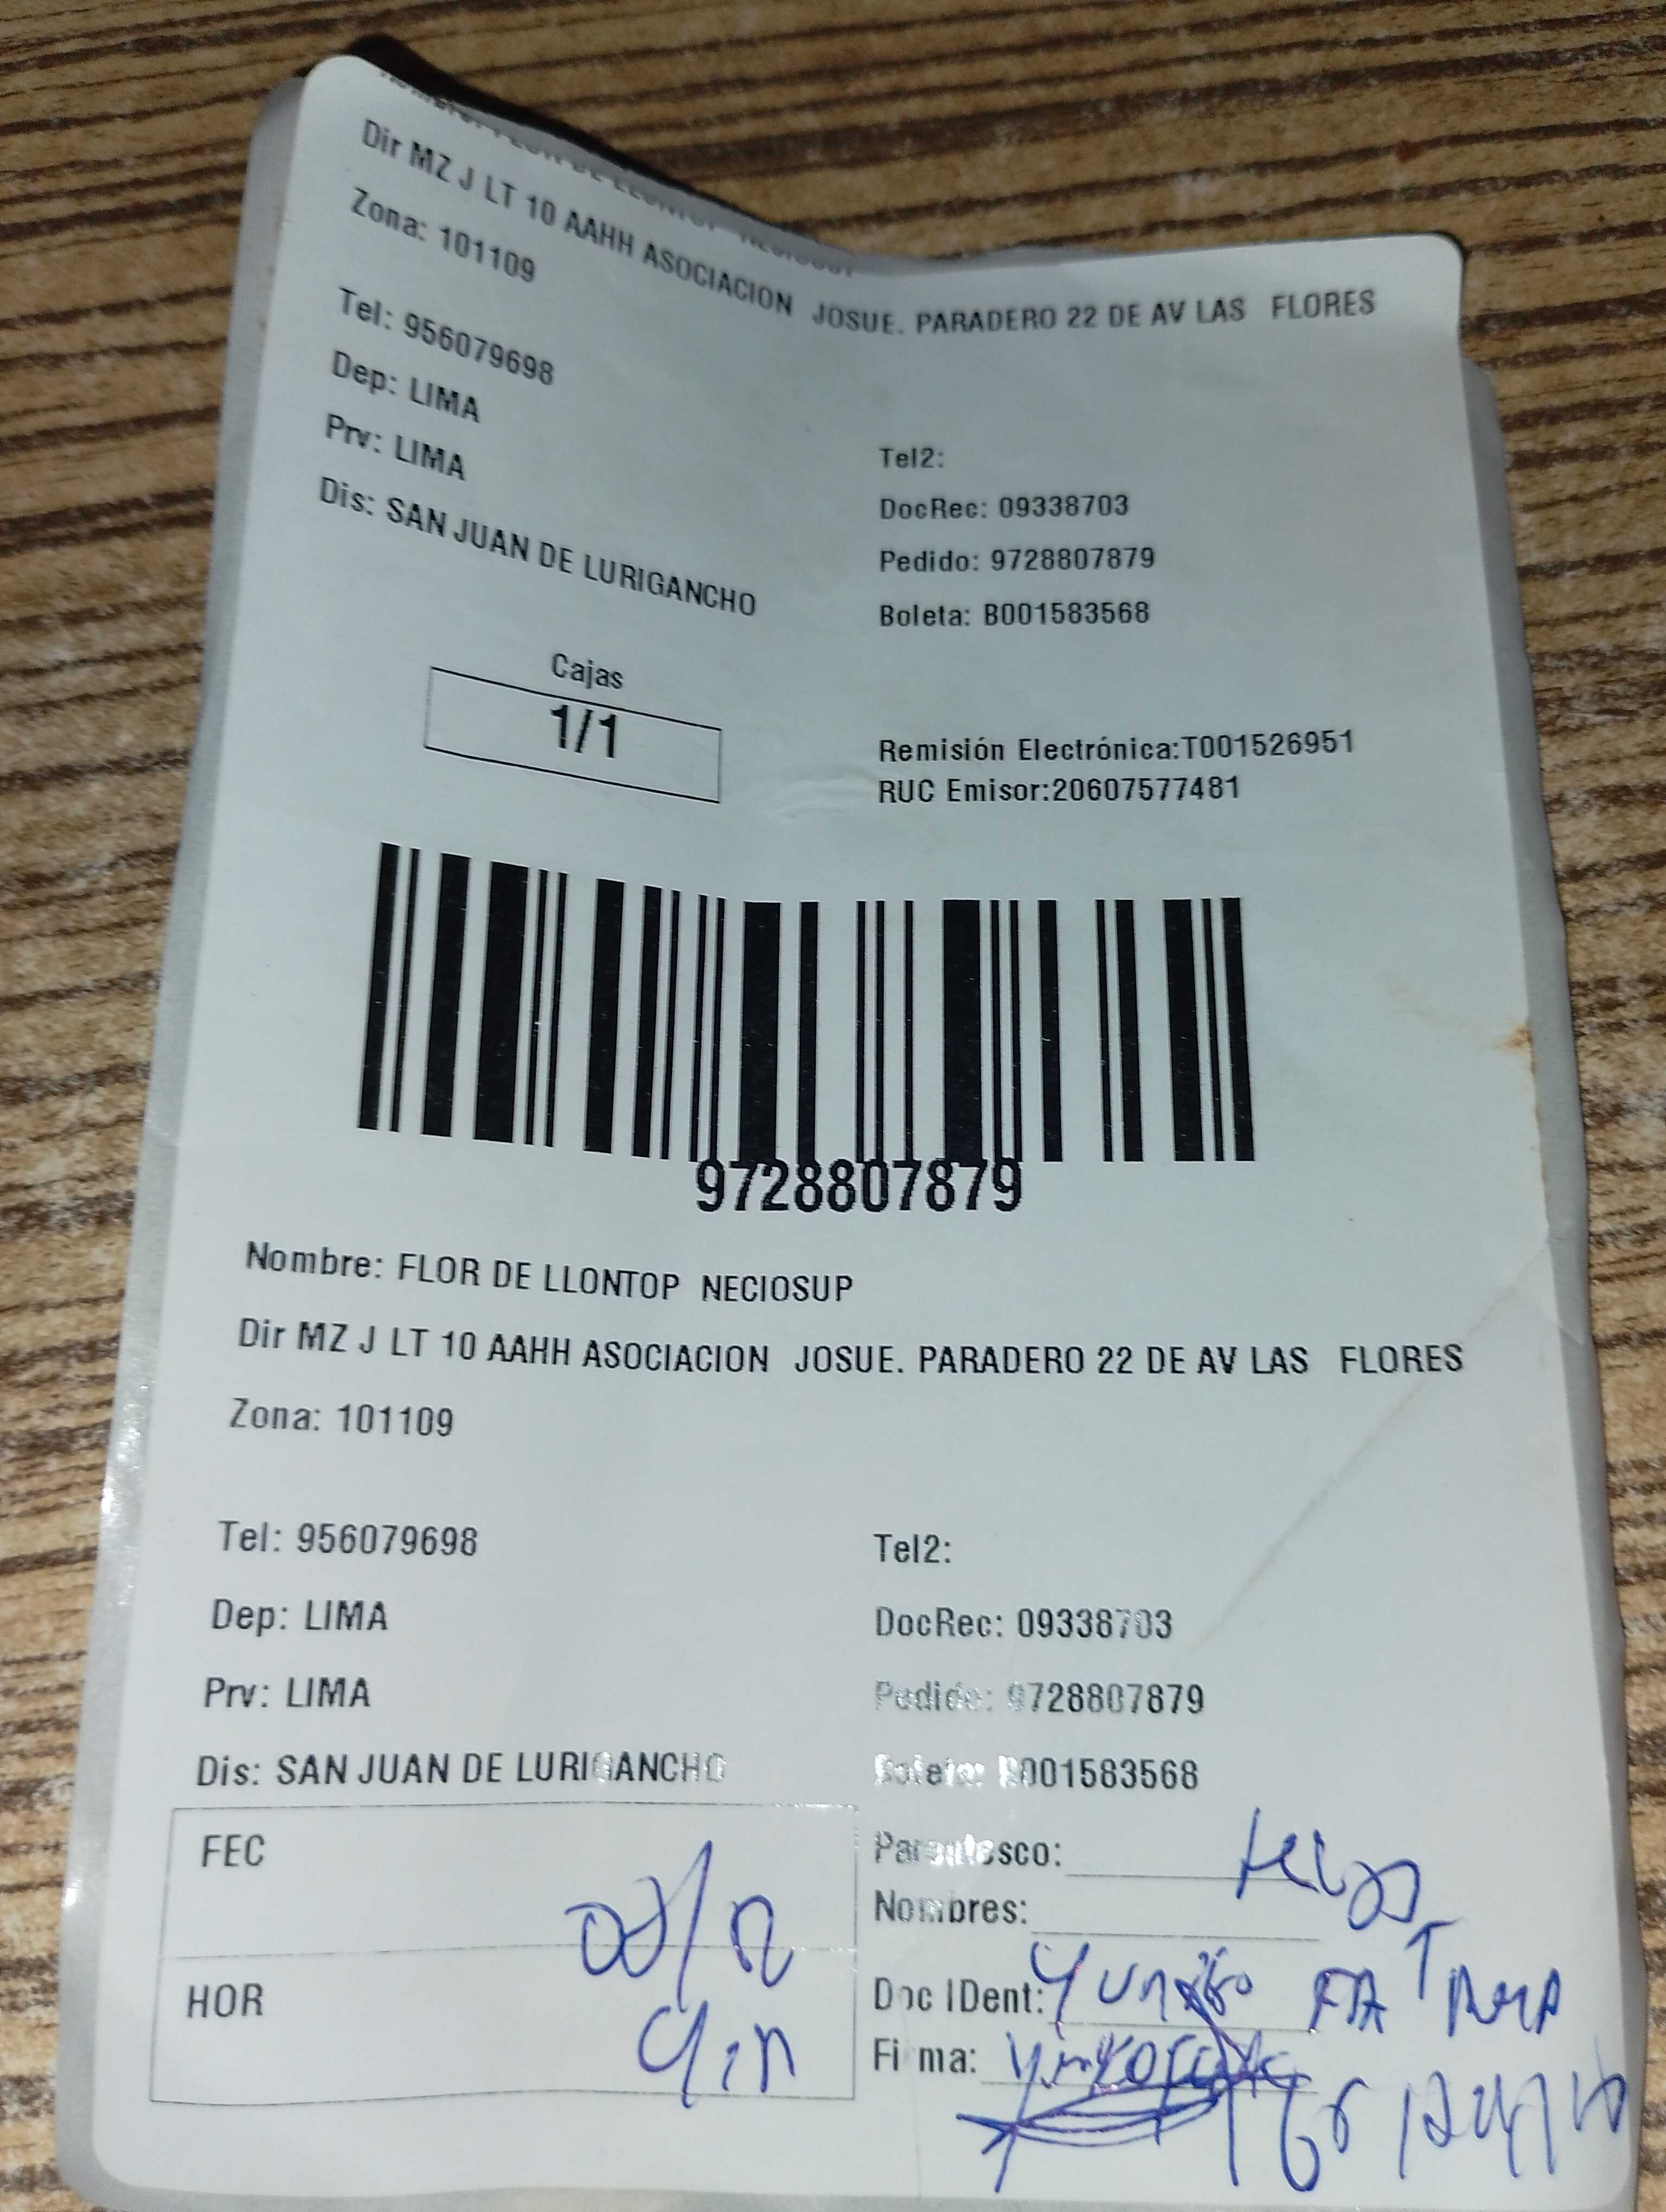 Dir MZ J LT 10 AAHH ASOCIACION JOSUE. PARADERO 22 DE AV LAS FLORES
Zona: 101109
Tel: 956079698
Dep: LIMA
Tel2:
Prv: LIMA
DocRec: 09338703
Dis: SAN JUAN DE LURIGANCHO
Pedido: 9728807879
Boleta: B001583568
Cajas
1/1
Remisión Electrónica:T001526951
RUC Emisor:20607577481
9728807879
Nombre: FLOR DE LLONTOP NECIOSUP
Dir MZ J LT 10 AAHH ASOCIACION JOSUE. PARADERO 22 DE AV LAS FLORES
Zona: 101109
Tel: 956079698 Tel2:
Dep: LIMA DocRec: 09338703
Prv: LIMA Pedido: 9728807879
Dis: SAN JUAN DE LURIGANCHO Boleta: B001583568
FEC
Parentesco:
Nombres:
HOR
Doc IDent:
Firma: